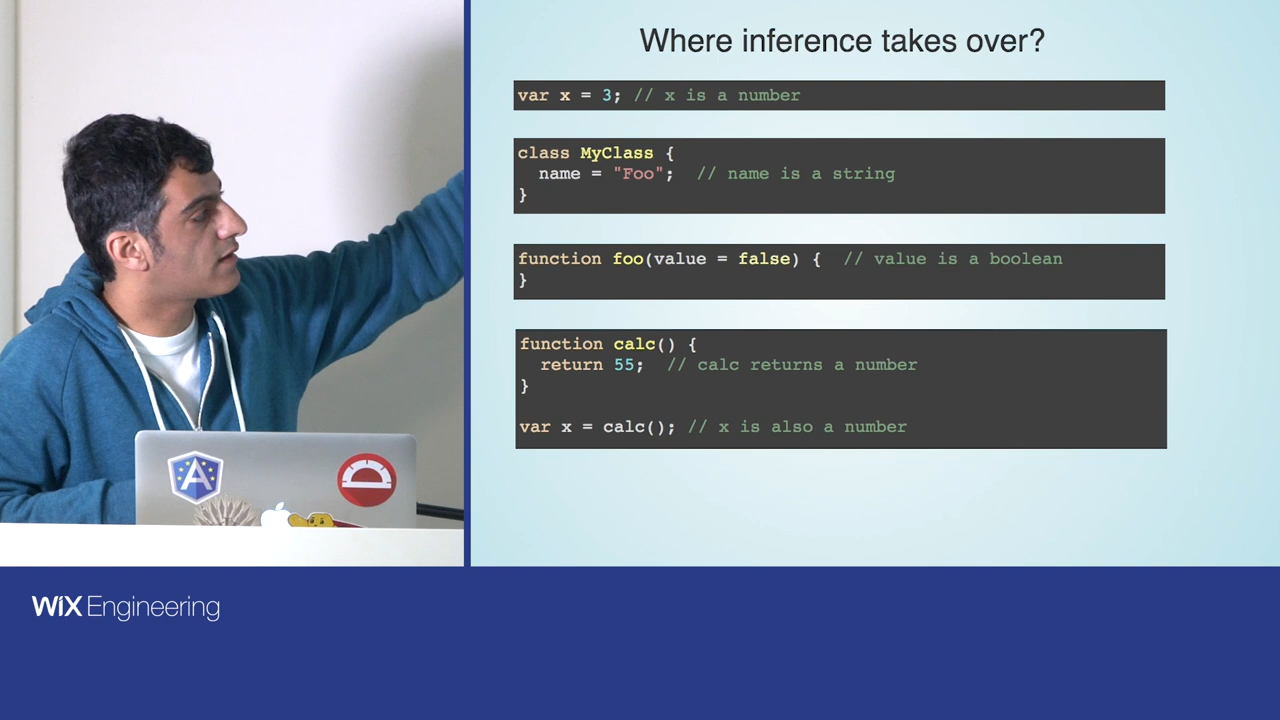 Where inference takes over?
var x = 3; // x is a number
class MyClass {
name = "Foo"; // name is a string
}
function foo(value = false) { // value is a boolean
}
function calc() {
return 55; // calc returns a number
}
var x = calc(); // x is also a number
A
WiX Engineering